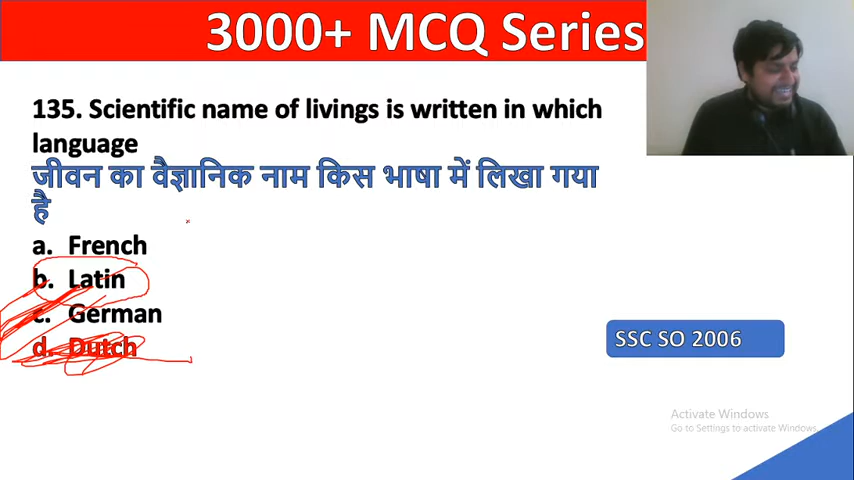 3000+ MCQ Series
135. Scientific name of livings is written in which
language
जीवन का वैज्ञानिक नाम किस भाषा में लिखा गया
है
a. French
b. Latin
c. German
d. Dutch
SSC SO 2006
Activate Windows
Go to Settings to activate Windows.